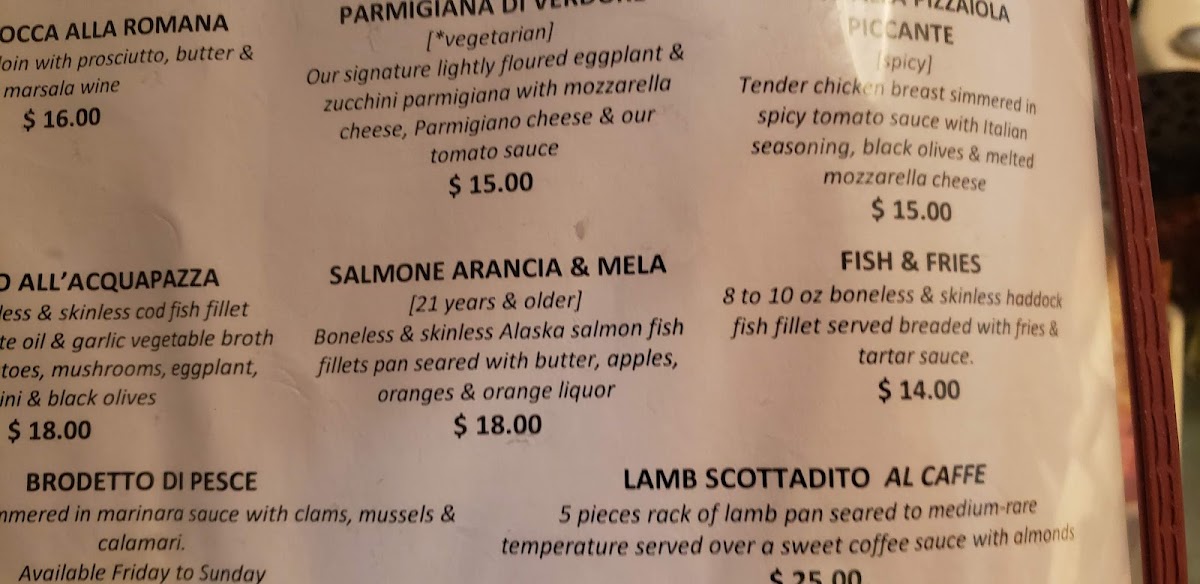 OCCA ALLA ROMANA
loin with prosciutto, butter &
marsala wine
$ 16.00
PARMIGIANA DI
[*vegetarian]
Our signature lightly floured eggplant &
zucchini parmigiana with mozzarella
cheese, Parmigiano cheese & our
tomato sauce
$ 15.00
PIZZAIOLA
PICCANTE
[spicy]
Tender chicken breast simmered in
spicy tomato sauce with Italian
seasoning, black olives & melted
mozzarella cheese
$ 15.00
O ALL'ACQUAPAZZA
less & skinless cod fish fillet
te oil & garlic vegetable broth
toes, mushrooms, eggplant,
ini & black olives
$ 18.00
SALMONE ARANCIA & MELA
[21 years & older]
Boneless & skinless Alaska salmon fish
fillets pan seared with butter, apples,
oranges & orange liquor
$ 18.00
FISH & FRIES
8 to 10 oz boneless & skinless haddock
fish fillet served breaded with fries &
tartar sauce.
$ 14.00
BRODETTO DI PESCE
mmered in marinara sauce with clams, mussels &
calamari.
Available Friday to Sunday
LAMB SCOTTADITO AL CAFFE
5 pieces rack of lamb pan seared to medium-rare
temperature served over a sweet coffee sauce with almonds
$ 25.00